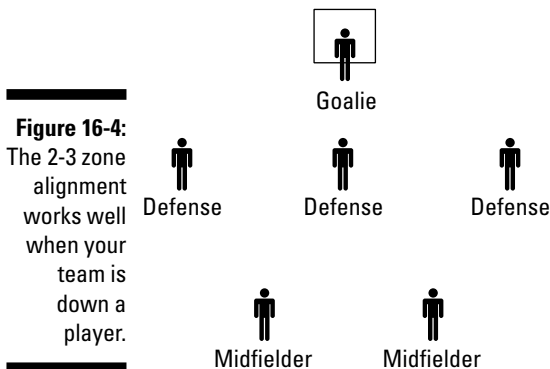 Goalie
Figure 16-4:
The 2-3 zone
alignment
works well
when your
team is
down a
player.
Defense Defense Defense
Midfielder Midfielder